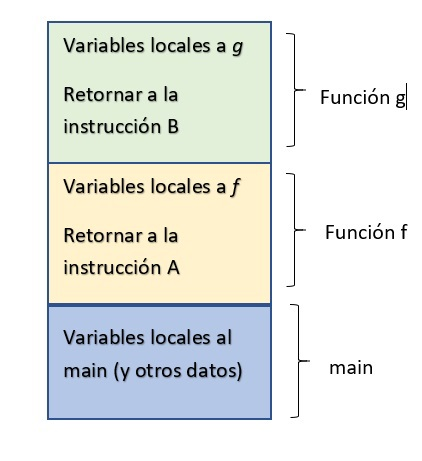 Variables locales a g
Retornar a la
instrucción B
Función g
Variables locales a f
Retornar a la
instrucción A
Función f
Variables locales al
main (y otros datos)
main